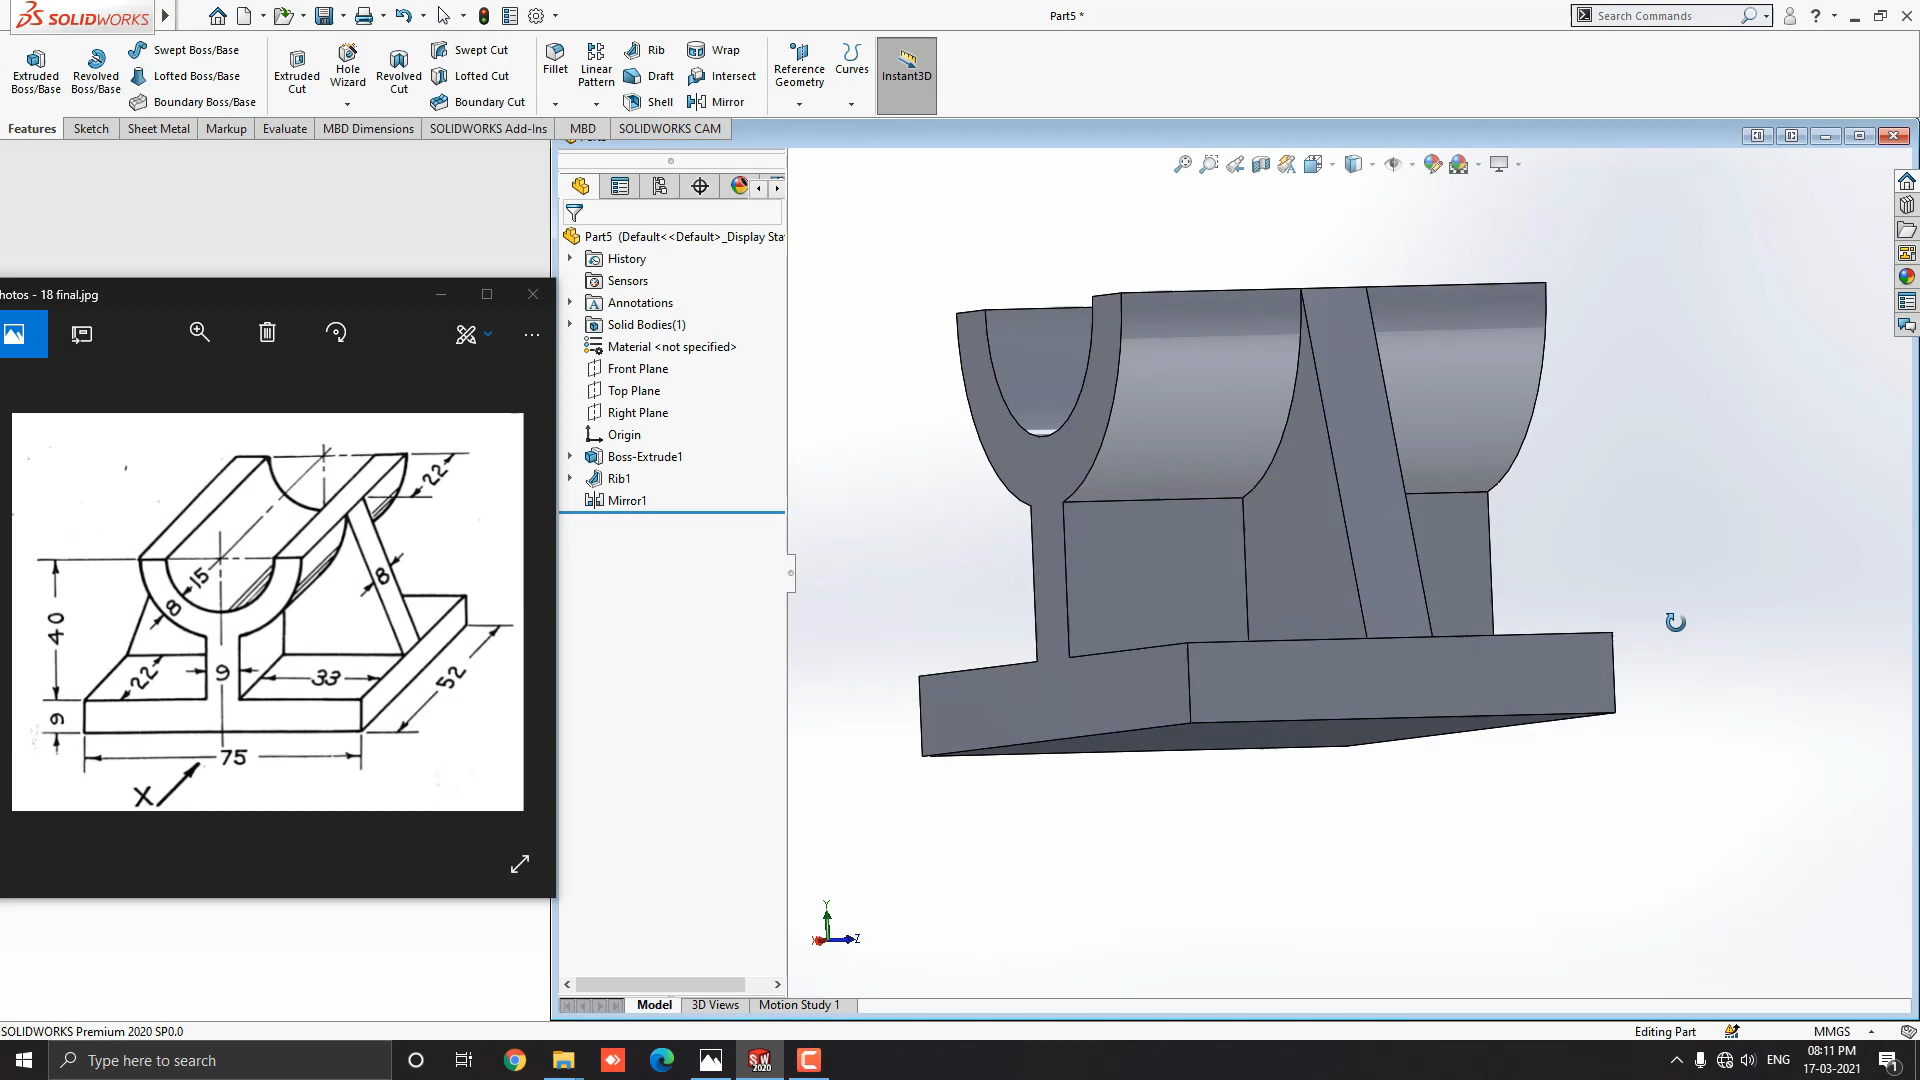 SOLIDWORKS
Part5 *
Search Commands
Extruded Boss/Base
Revolved Boss/Base
Swept Boss/Base
Lofted Boss/Base
Boundary Boss/Base
Extruded Cut
Hole Wizard
Revolved Cut
Swept Cut
Lofted Cut
Boundary Cut
Fillet
Linear Pattern
Rib
Draft
Shell
Wrap
Intersect
Mirror
Reference Geometry
Curves
Instant3D
Features
Sketch
Sheet Metal
Markup
Evaluate
MBD Dimensions
SOLIDWORKS Add-Ins
MBD
SOLIDWORKS CAM
Part5 (Default<<Default>_Display Sta
History
Sensors
Annotations
Solid Bodies(1)
Material <not specified>
Front Plane
Top Plane
Right Plane
Origin
Boss-Extrude1
Rib1
Mirror1
hotos - 18 final.jpg
22
15
8
8
40
9
22
33
52
9
75
X
Y
X
Z
Model
3D Views
Motion Study 1
SOLIDWORKS Premium 2020 SP0.0
Editing Part
MMGS
Type here to search
SW
2020
ENG
08:11 PM
17-03-2021
1